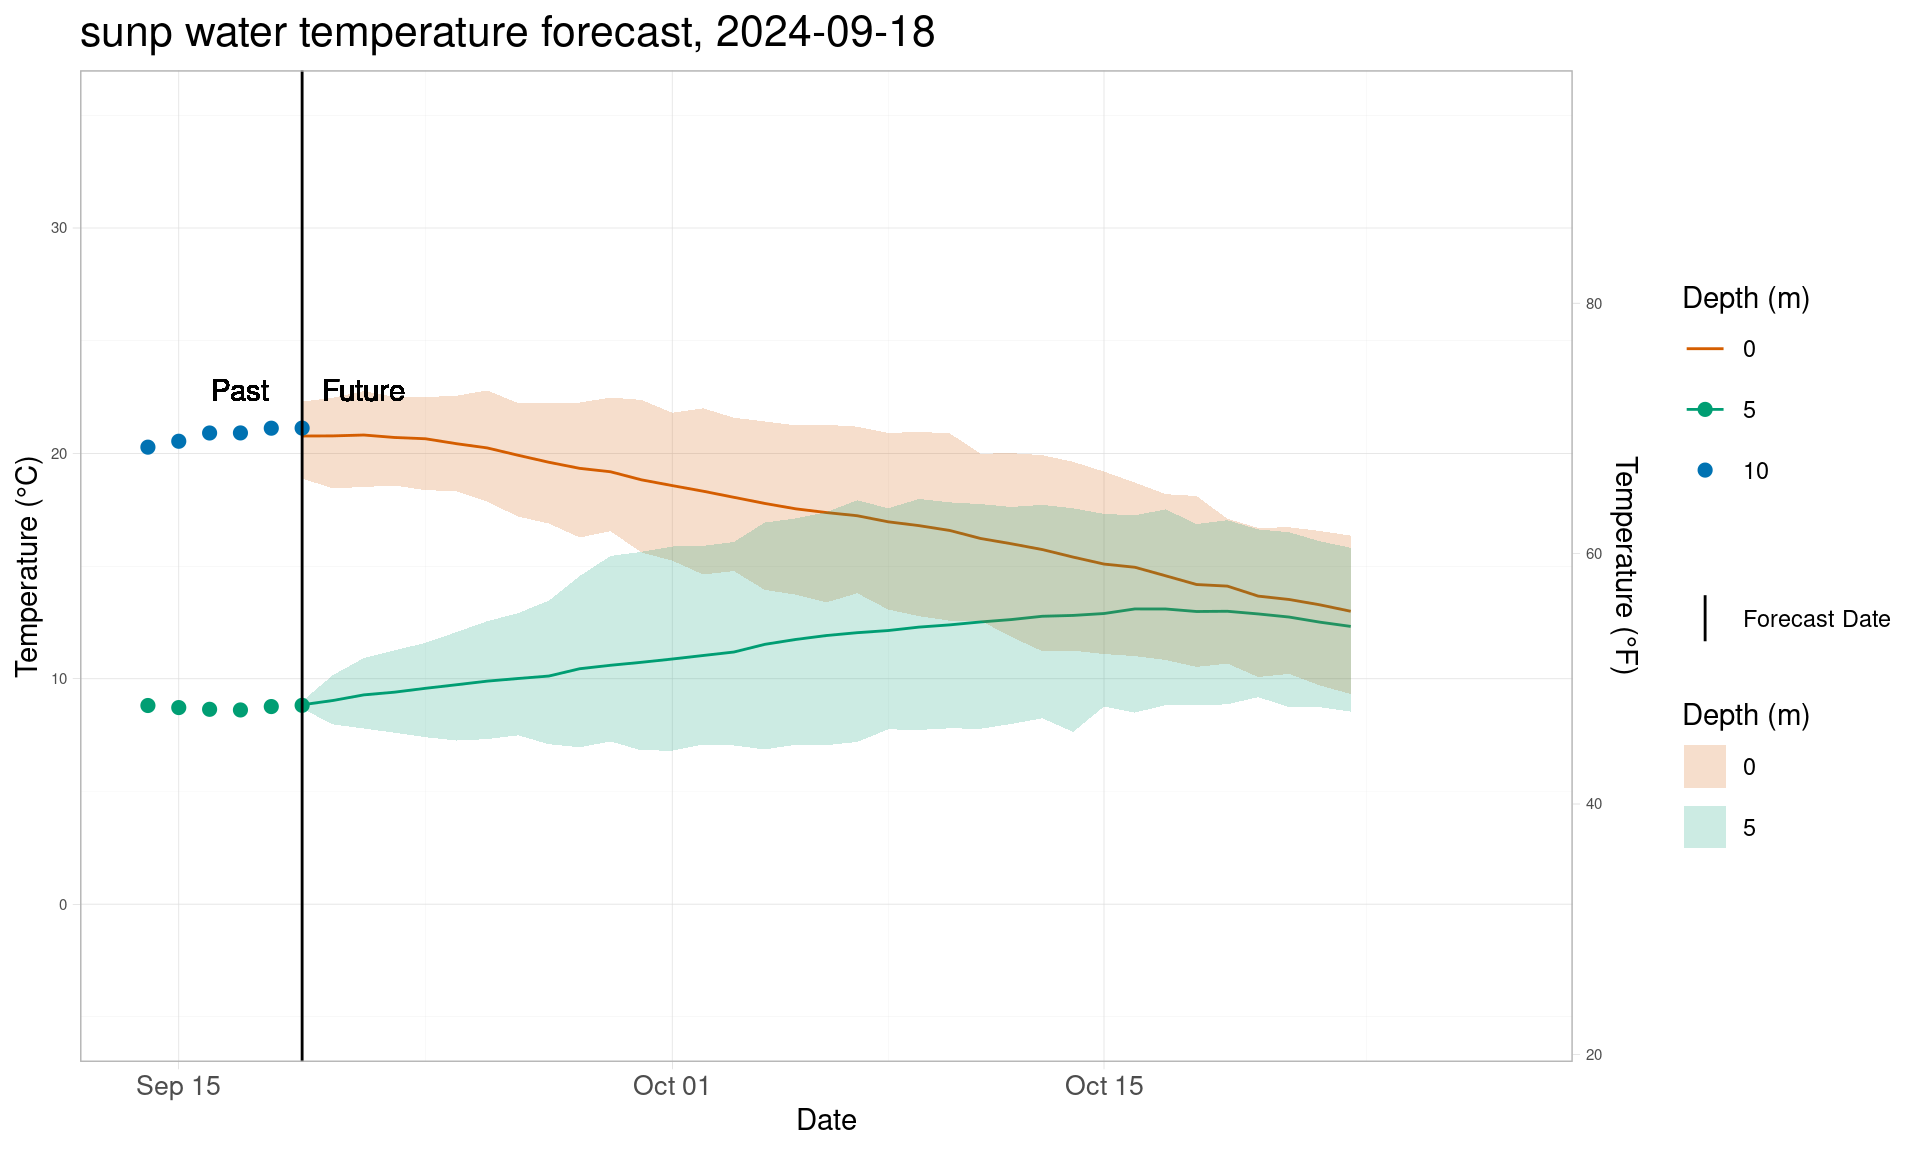 sunp water temperature forecast, 2024-09-18
Past
Future
30
20
10
0
Temperature (°C)
80
60
40
20
Temperature (°F)
Sep 15
Oct 01
Oct 15
Date
Depth (m)
0
5
10
Forecast Date
Depth (m)
0
5